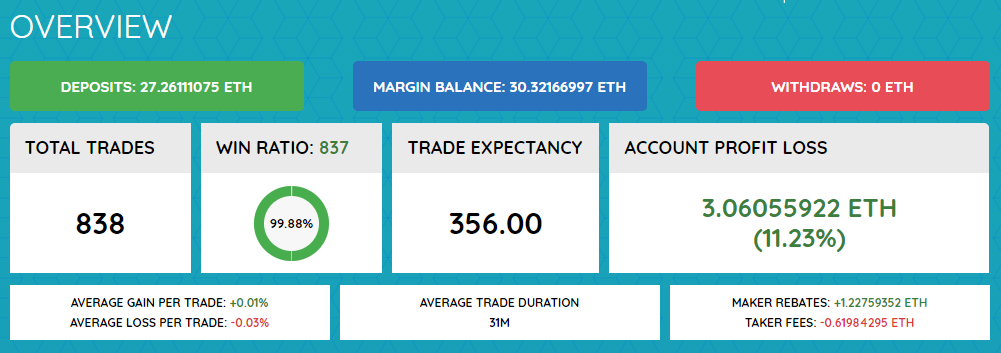 OVERVIEW
DEPOSITS: 27.26111075 ETH
MARGIN BALANCE: 30.32166997 ETH
WITHDRAWS: 0 ETH
TOTAL TRADES
838
WIN RATIO: 837
99.88%
TRADE EXPECTANCY
356.00
ACCOUNT PROFIT LOSS
3.06055922 ETH
(11.23%)
AVERAGE GAIN PER TRADE: +0.01%
AVERAGE LOSS PER TRADE: -0.03%
AVERAGE TRADE DURATION
31M
MAKER REBATES: +1.22759352 ETH
TAKER FEES: -0.61984295 ETH